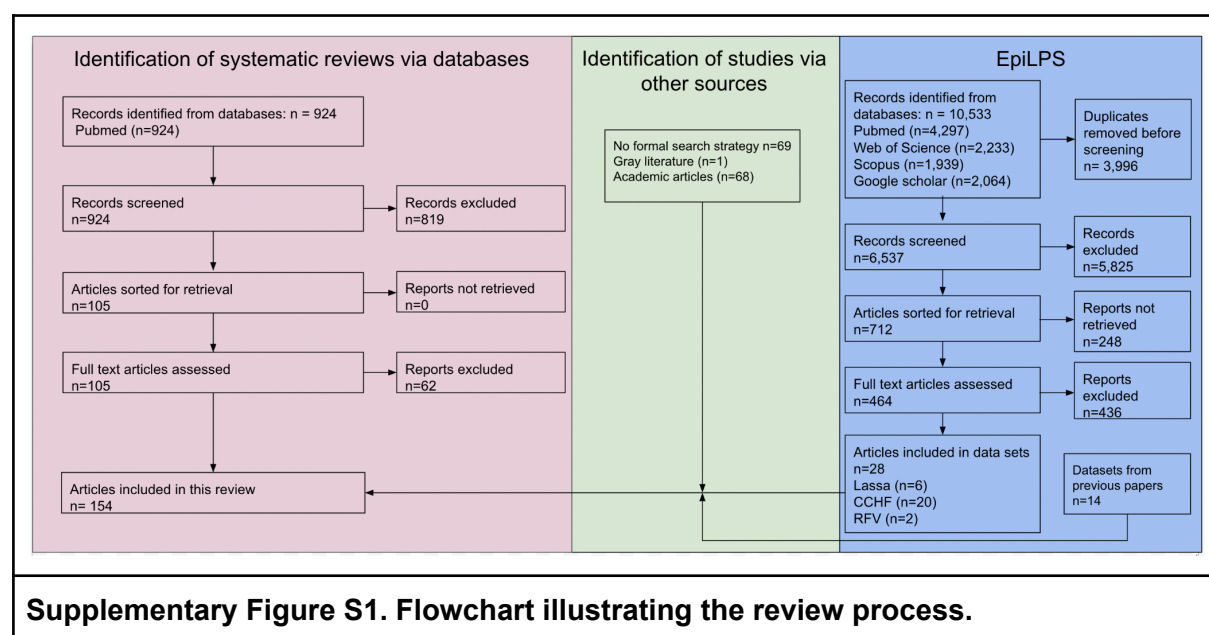 Identification of systematic reviews via databases
Records identified from databases: n = 924
Pubmed (n=924)
Records screened
n=924
Records excluded
n=819
Articles sorted for retrieval
n=105
Reports not retrieved
n=0
Full text articles assessed
n=105
Reports excluded
n=62
Articles included in this review
n= 154
Identification of studies via
other sources
No formal search strategy n=69
Gray literature (n=1)
Academic articles (n=68)
EpiLPS
Records identified from
databases: n = 10,533
Pubmed (n=4,297)
Web of Science (n=2,233)
Scopus (n=1,939)
Google scholar (n=2,064)
Duplicates
removed before
screening
n= 3,996
Records screened
n=6,537
Records
excluded
n=5,825
Articles sorted for retrieval
n=712
Reports not
retrieved
n=248
Full text articles assessed
n=464
Reports
excluded
n=436
Articles included in data sets
n=28
Lassa (n=6)
CCHF (n=20)
RFV (n=2)
Datasets from
previous papers
n=14
Supplementary Figure S1. Flowchart illustrating the review process.